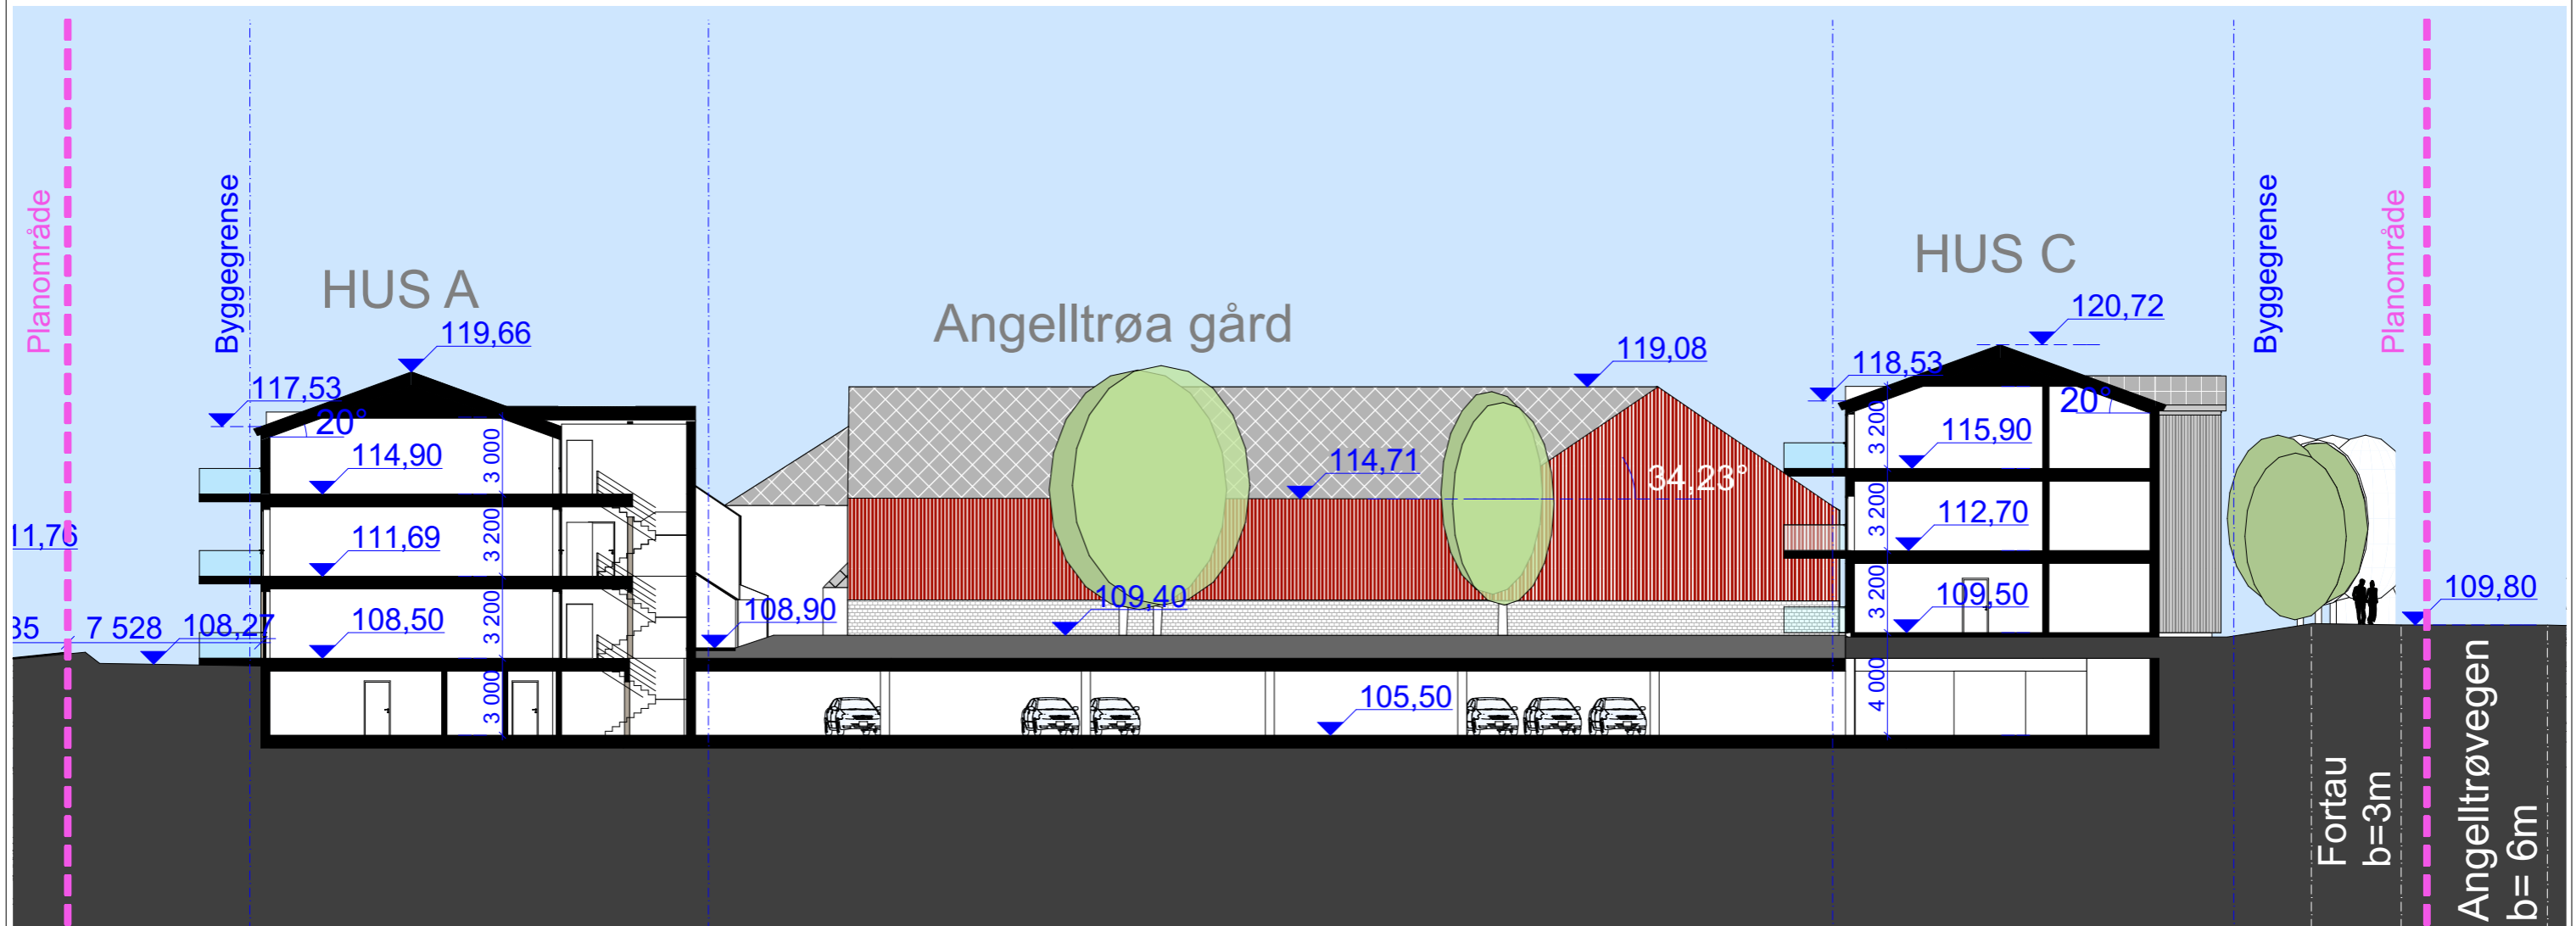 Planområde
Byggegrense
HUS A
119,66
117,53
20°
3 000
114,90
3 200
111,69
3 200
108,50
3 000
11,76
35
7 528
108,27
108,90
Angelltrøa gård
119,08
114,71
34,23°
109,40
105,50
HUS C
120,72
118,53
20°
3 200
115,90
3 200
112,70
3 200
109,50
4 000
Byggegrense
Planområde
109,80
Fortau
b=3m
Angelltrøvegen
b= 6m